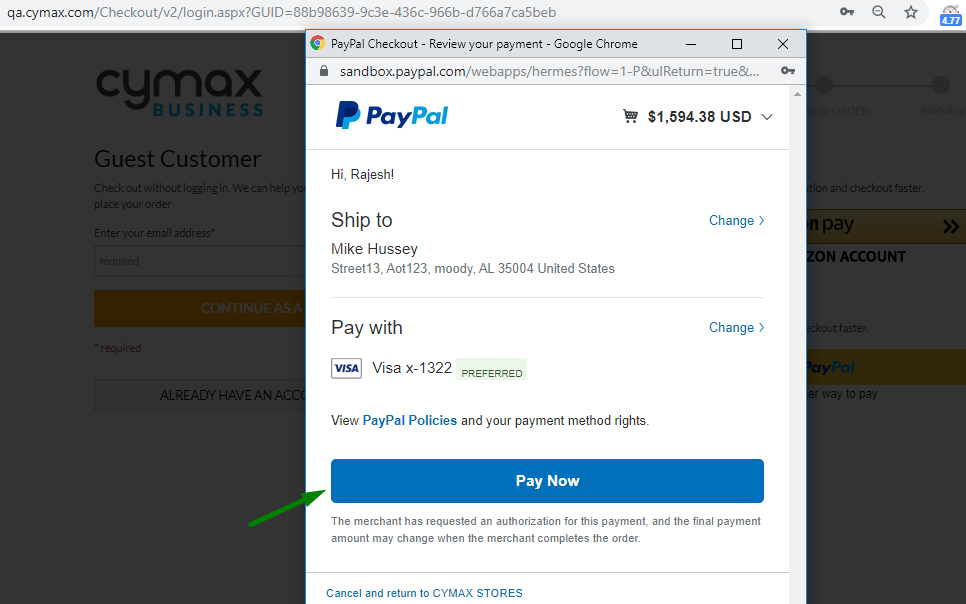 qa.cymax.com/Checkout/v2/login.aspx?GUID=88b98639-9c3e-436c-966b-d766a7ca5beb
4.77
PayPal Checkout - Review your payment - Google Chrome
sandbox.paypal.com/webapps/hermes?flow=1-P&ulReturn=true&...
cymax
BUSINESS
EW ORDER
PAYMEN
PayPal
$1,594.38 USD
Guest Customer
Check out without logging in. We can help you
place your order
Enter your email address*
required
CONTINUE AS A
* required
ALREADY HAVE AN ACCO
Hi, Rajesh!
Ship to
Change
Mike Hussey
Street13, Aot123, moody, AL 35004 United States
Pay with
Change
VISA
Visa x-1322
PREFERRED
View PayPal Policies and your payment method rights.
Pay Now
The merchant has requested an authorization for this payment, and the final payment
amount may change when the merchant completes the order.
Cancel and return to CYMAX STORES
tion and checkout faster.
n pay
ZON ACCOUNT
eckout faster.
PayPal
er way to pay